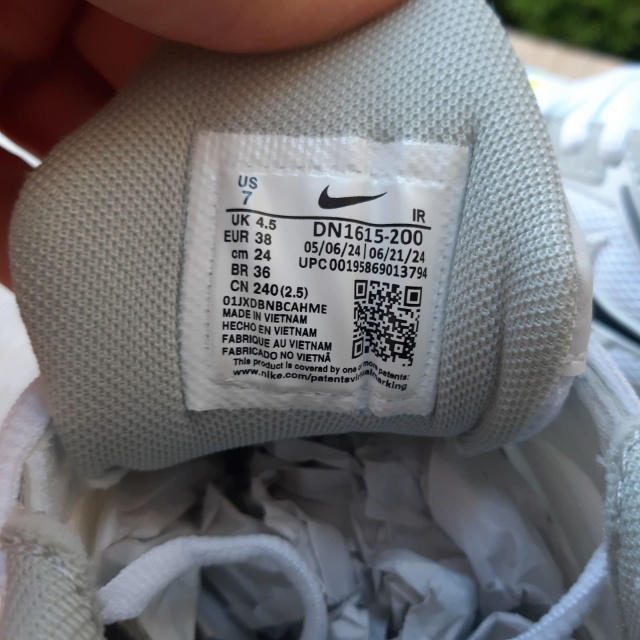 US
7
UK 4.5
EUR 38
cm 24
BR 36
CN 240(2.5)
IR
DN1615-200
05/06/24 06/21/24
UPC 00195869013794
01JXDBNBCAHME
MADE IN VIETNAM
HECHO EN VIETNAM
FABRIQUE AU VIETNAM
FABRICADO NO VIETNÃ
This product is covered by one or more patents:
www.nike.com/patentsvirtualmarking